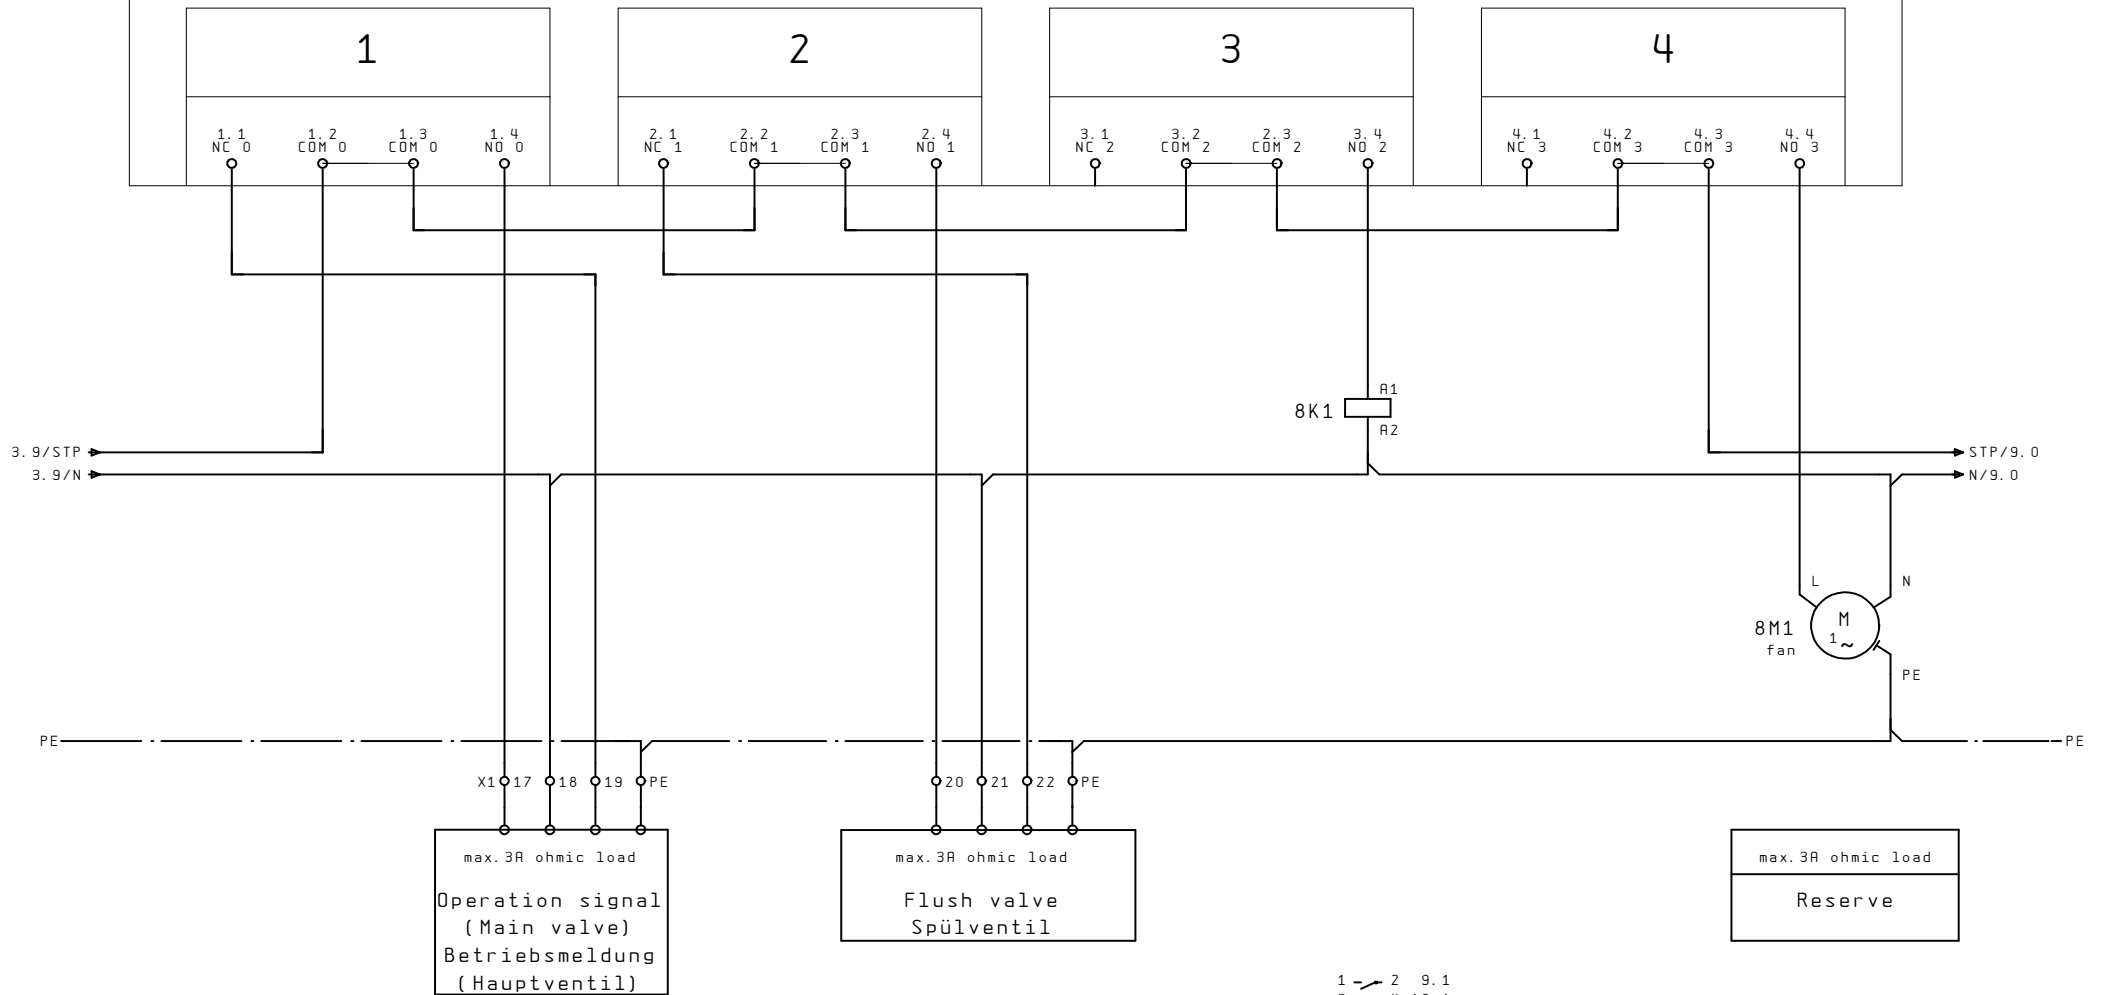 1 2 3 4
1.1 1.2 1.3 1.4 2.1 2.2 2.3 2.4 3.1 3.2 2.3 3.4 4.1 4.2 4.3 4.4
NC 0 COM 0 COM 0 NO 0 NC 1 COM 1 COM 1 NO 1 NC 2 COM 2 COM 2 NO 2 NC 3 COM 3 COM 3 NO 3
A1
8K1
A2
3.9/STP STP/9.0
3.9/N N/9.0
L N
M
8M1
1~
fan
PE
PE PE
X1 17 18 19 PE 20 21 22 PE
max.3A ohmic load max.3A ohmic load max.3A ohmic load
Operation signal
(Main valve)
Betriebsmeldung
(Hauptventil)
Flush valve
Spülventil
Reserve
1 2 9.1